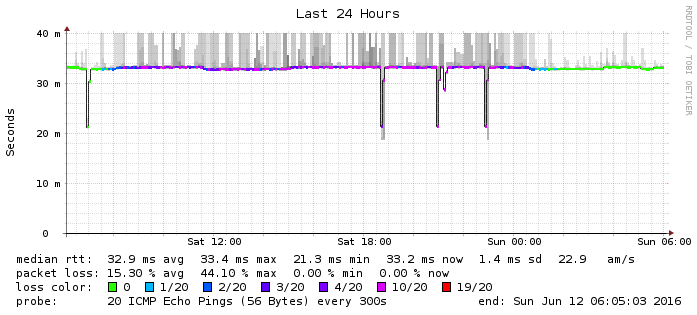 Last 24 Hours
RRDTOOL / TOBI OETIKER
Seconds
40 m
30 m
20 m
10 m
0
Sat 12:00 Sat 18:00 Sun 00:00 Sun 06:00
median rtt: 32.9 ms avg 33.4 ms max 21.3 ms min 33.2 ms now 1.4 ms sd 22.9 am/s
packet loss: 15.30 % avg 44.10 % max 0.00 % min 0.00 % now
loss color: 0 1/20 2/20 3/20 4/20 10/20 19/20
probe: 20 ICMP Echo Pings (56 Bytes) every 300s end: Sun Jun 12 06:05:03 2016